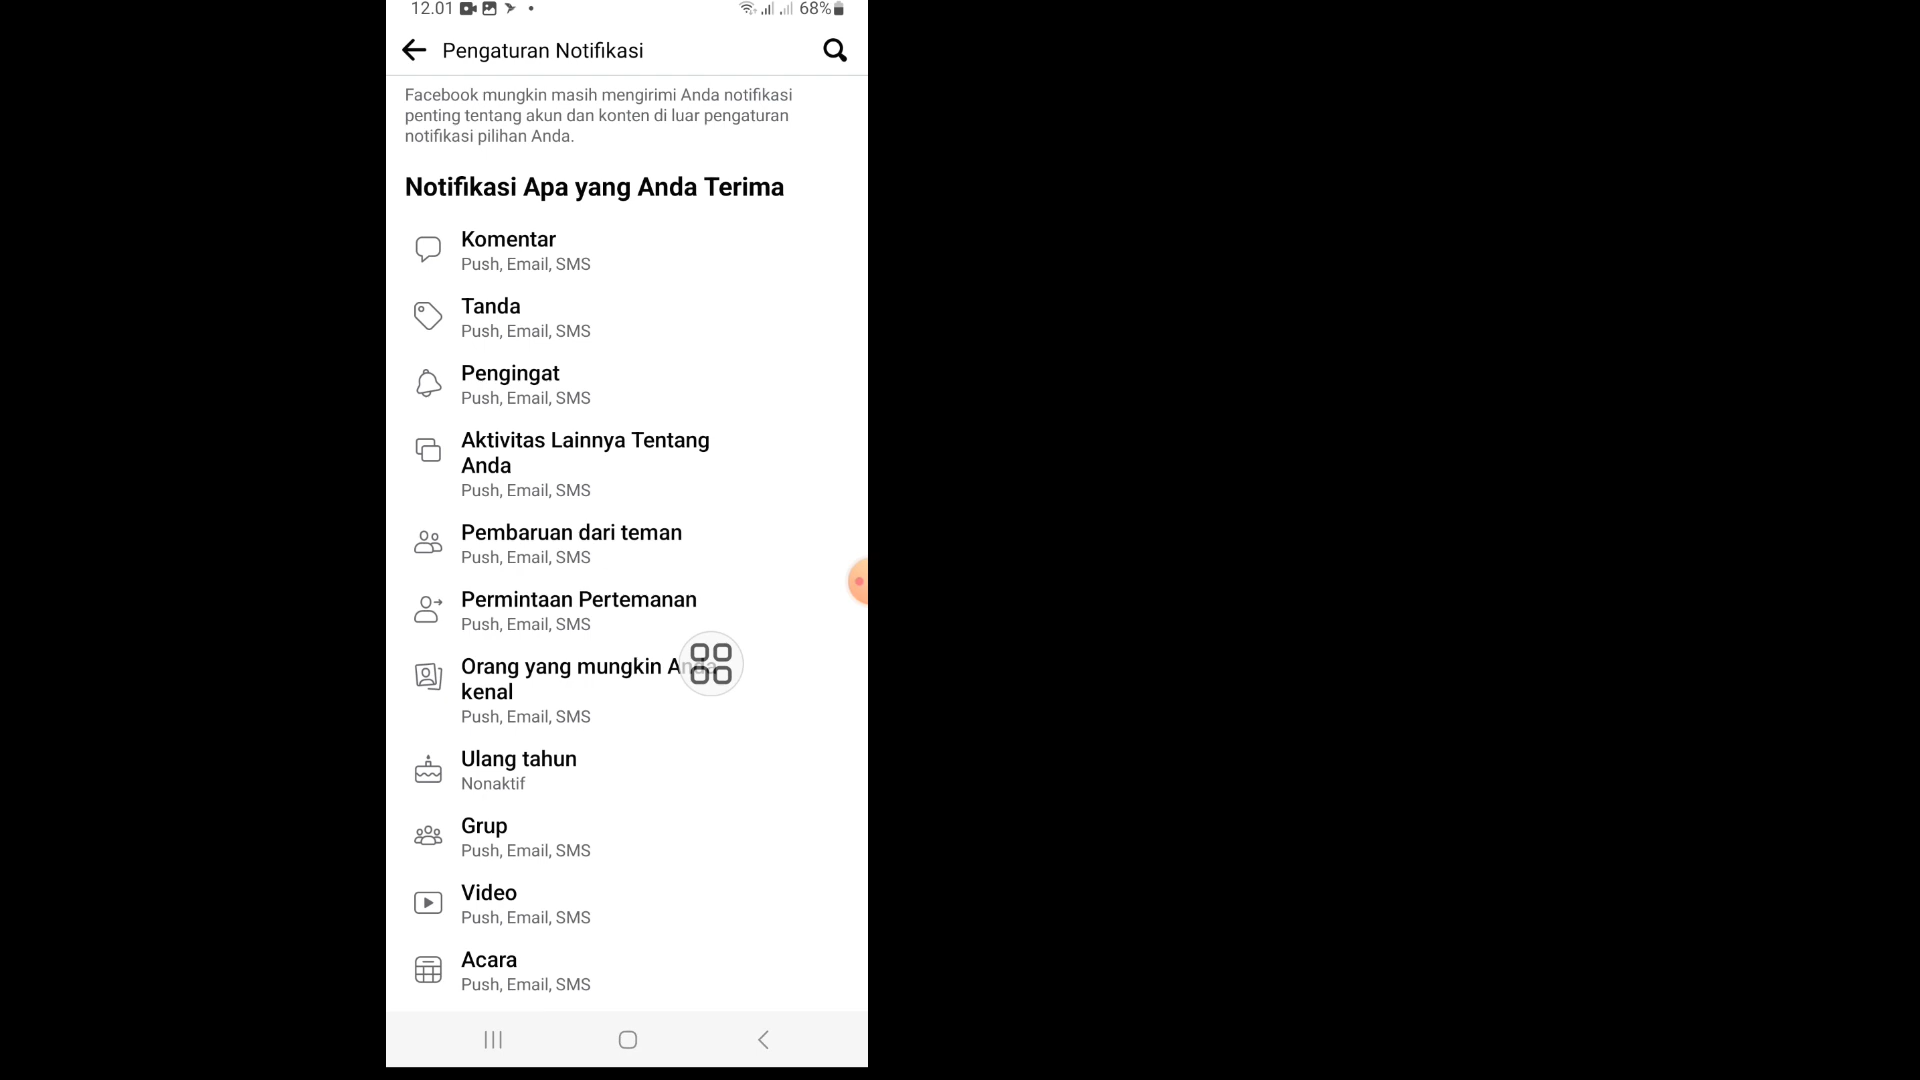 12.01 68%
Pengaturan Notifikasi
Facebook mungkin masih mengirimi Anda notifikasi
penting tentang akun dan konten di luar pengaturan
notifikasi pilihan Anda.
Notifikasi Apa yang Anda Terima
Komentar
Push, Email, SMS
Tanda
Push, Email, SMS
Pengingat
Push, Email, SMS
Aktivitas Lainnya Tentang
Anda
Push, Email, SMS
Pembaruan dari teman
Push, Email, SMS
Permintaan Pertemanan
Push, Email, SMS
Orang yang mungkin Anda
kenal
Push, Email, SMS
Ulang tahun
Nonaktif
Grup
Push, Email, SMS
Video
Push, Email, SMS
Acara
Push, Email, SMS